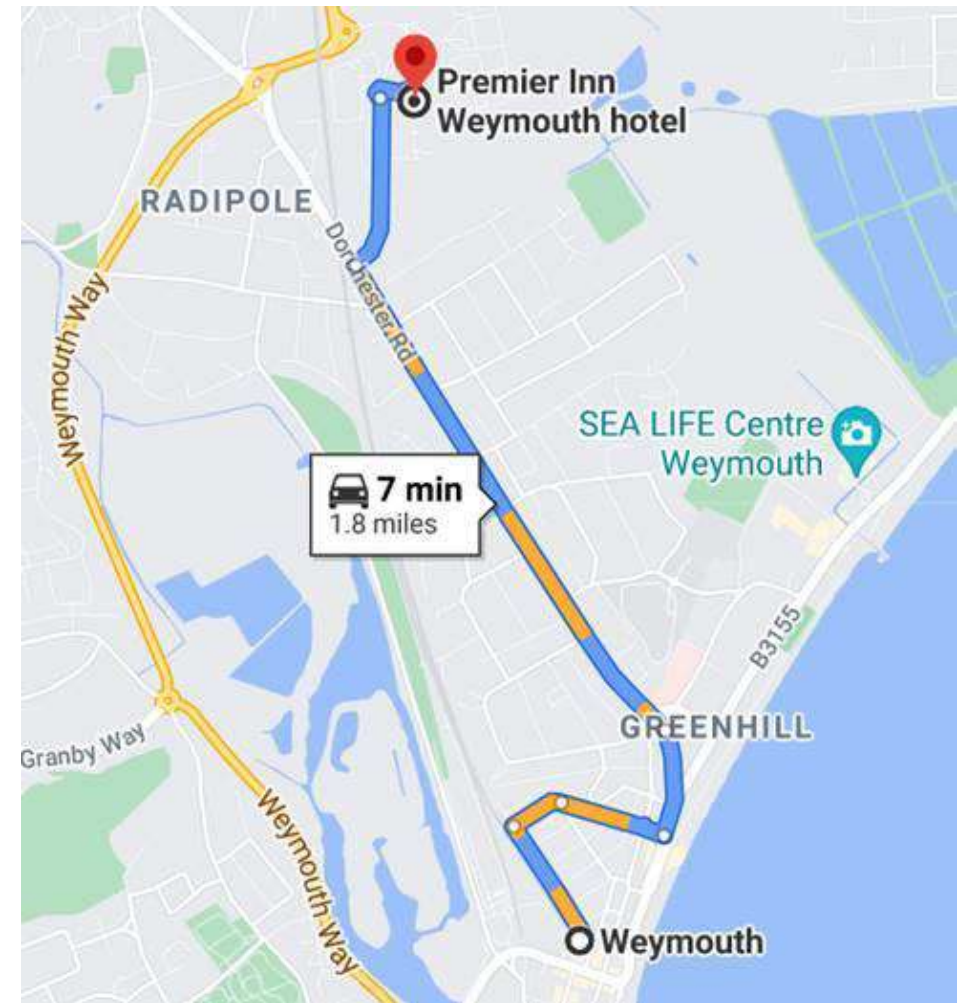 Premier Inn
Weymouth hotel
RADIPOLE
Dorchester Rd
Weymouth Way
SEA LIFE Centre
Weymouth
7 min
1.8 miles
B3155
GREENHILL
Granby Way
Weymouth Way
Weymouth